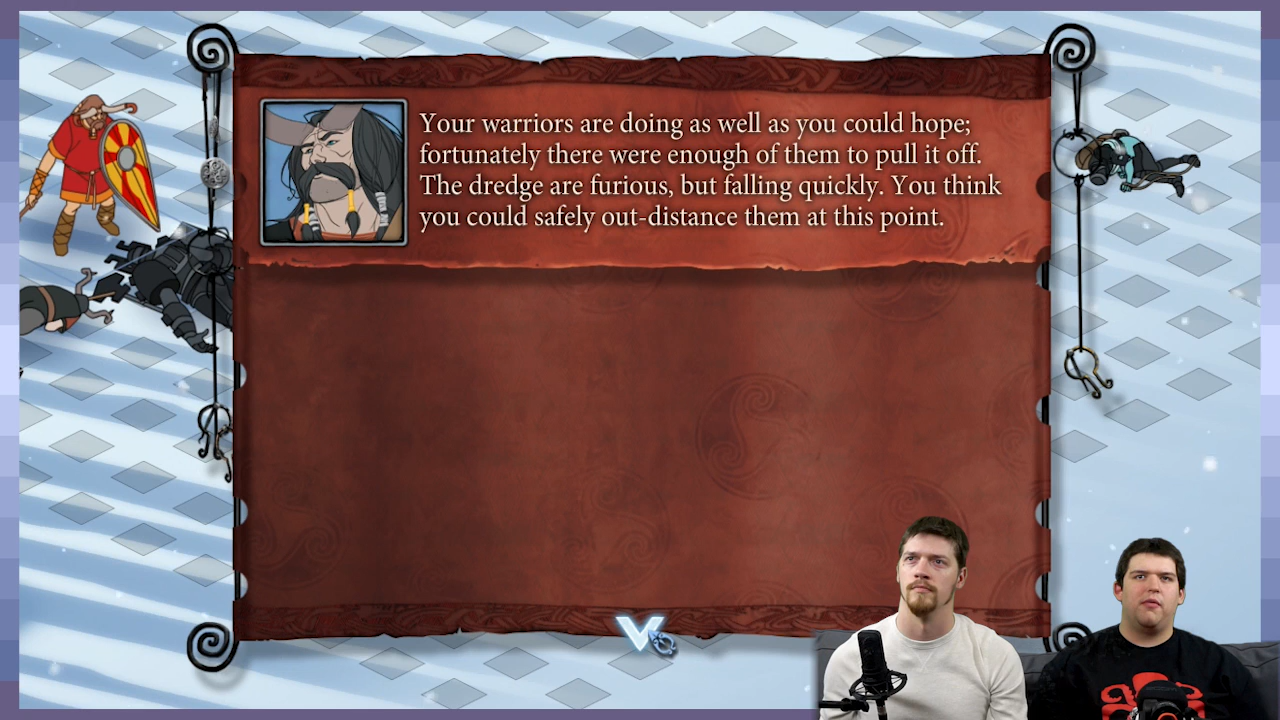 Your warriors are doing as well as you could hope;
fortunately there were enough of them to pull it off.
The dredge are furious, but falling quickly. You think
you could safely out-distance them at this point.